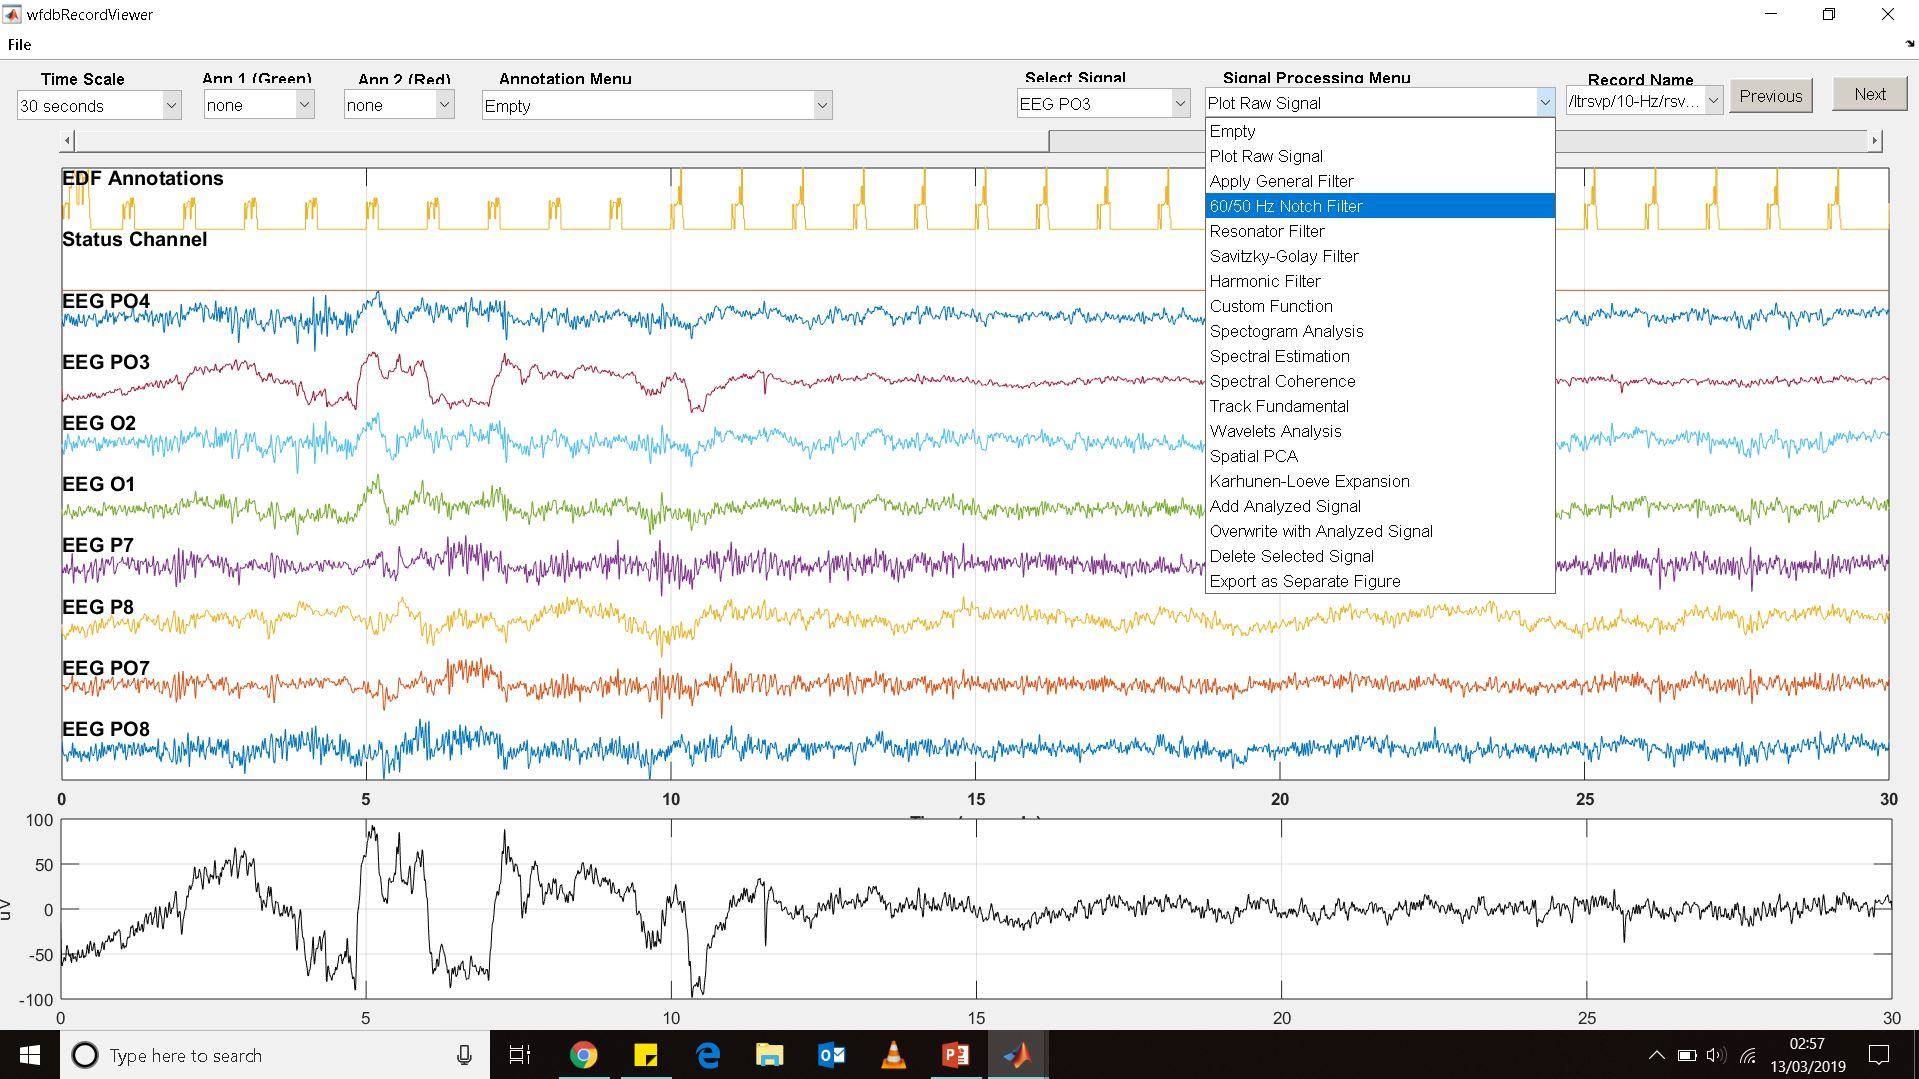 wfdbRecordViewer
File
Time Scale
Ann 1 (Green)
Ann 2 (Red)
Annotation Menu
Select Signal
Signal Processing Menu
Record Name
30 seconds
none
none
Empty
EEG PO3
Plot Raw Signal
/ltrsvp/10-Hz/rsv...
Previous
Next
Empty
Plot Raw Signal
Apply General Filter
60/50 Hz Notch Filter
Resonator Filter
Savitzky-Golay Filter
Harmonic Filter
Custom Function
Spectogram Analysis
Spectral Estimation
Spectral Coherence
Track Fundamental
Wavelets Analysis
Spatial PCA
Karhunen-Loeve Expansion
Add Analyzed Signal
Overwrite with Analyzed Signal
Delete Selected Signal
Export as Separate Figure
EDF Annotations
Status Channel
EEG PO4
EEG PO3
EEG O2
EEG O1
EEG P7
EEG P8
EEG PO7
EEG PO8
0 5 10 15 20 25 30
100
50
0
-50
-100
uV
0 5 10 15 20 25 30
Type here to search
02:57
13/03/2019